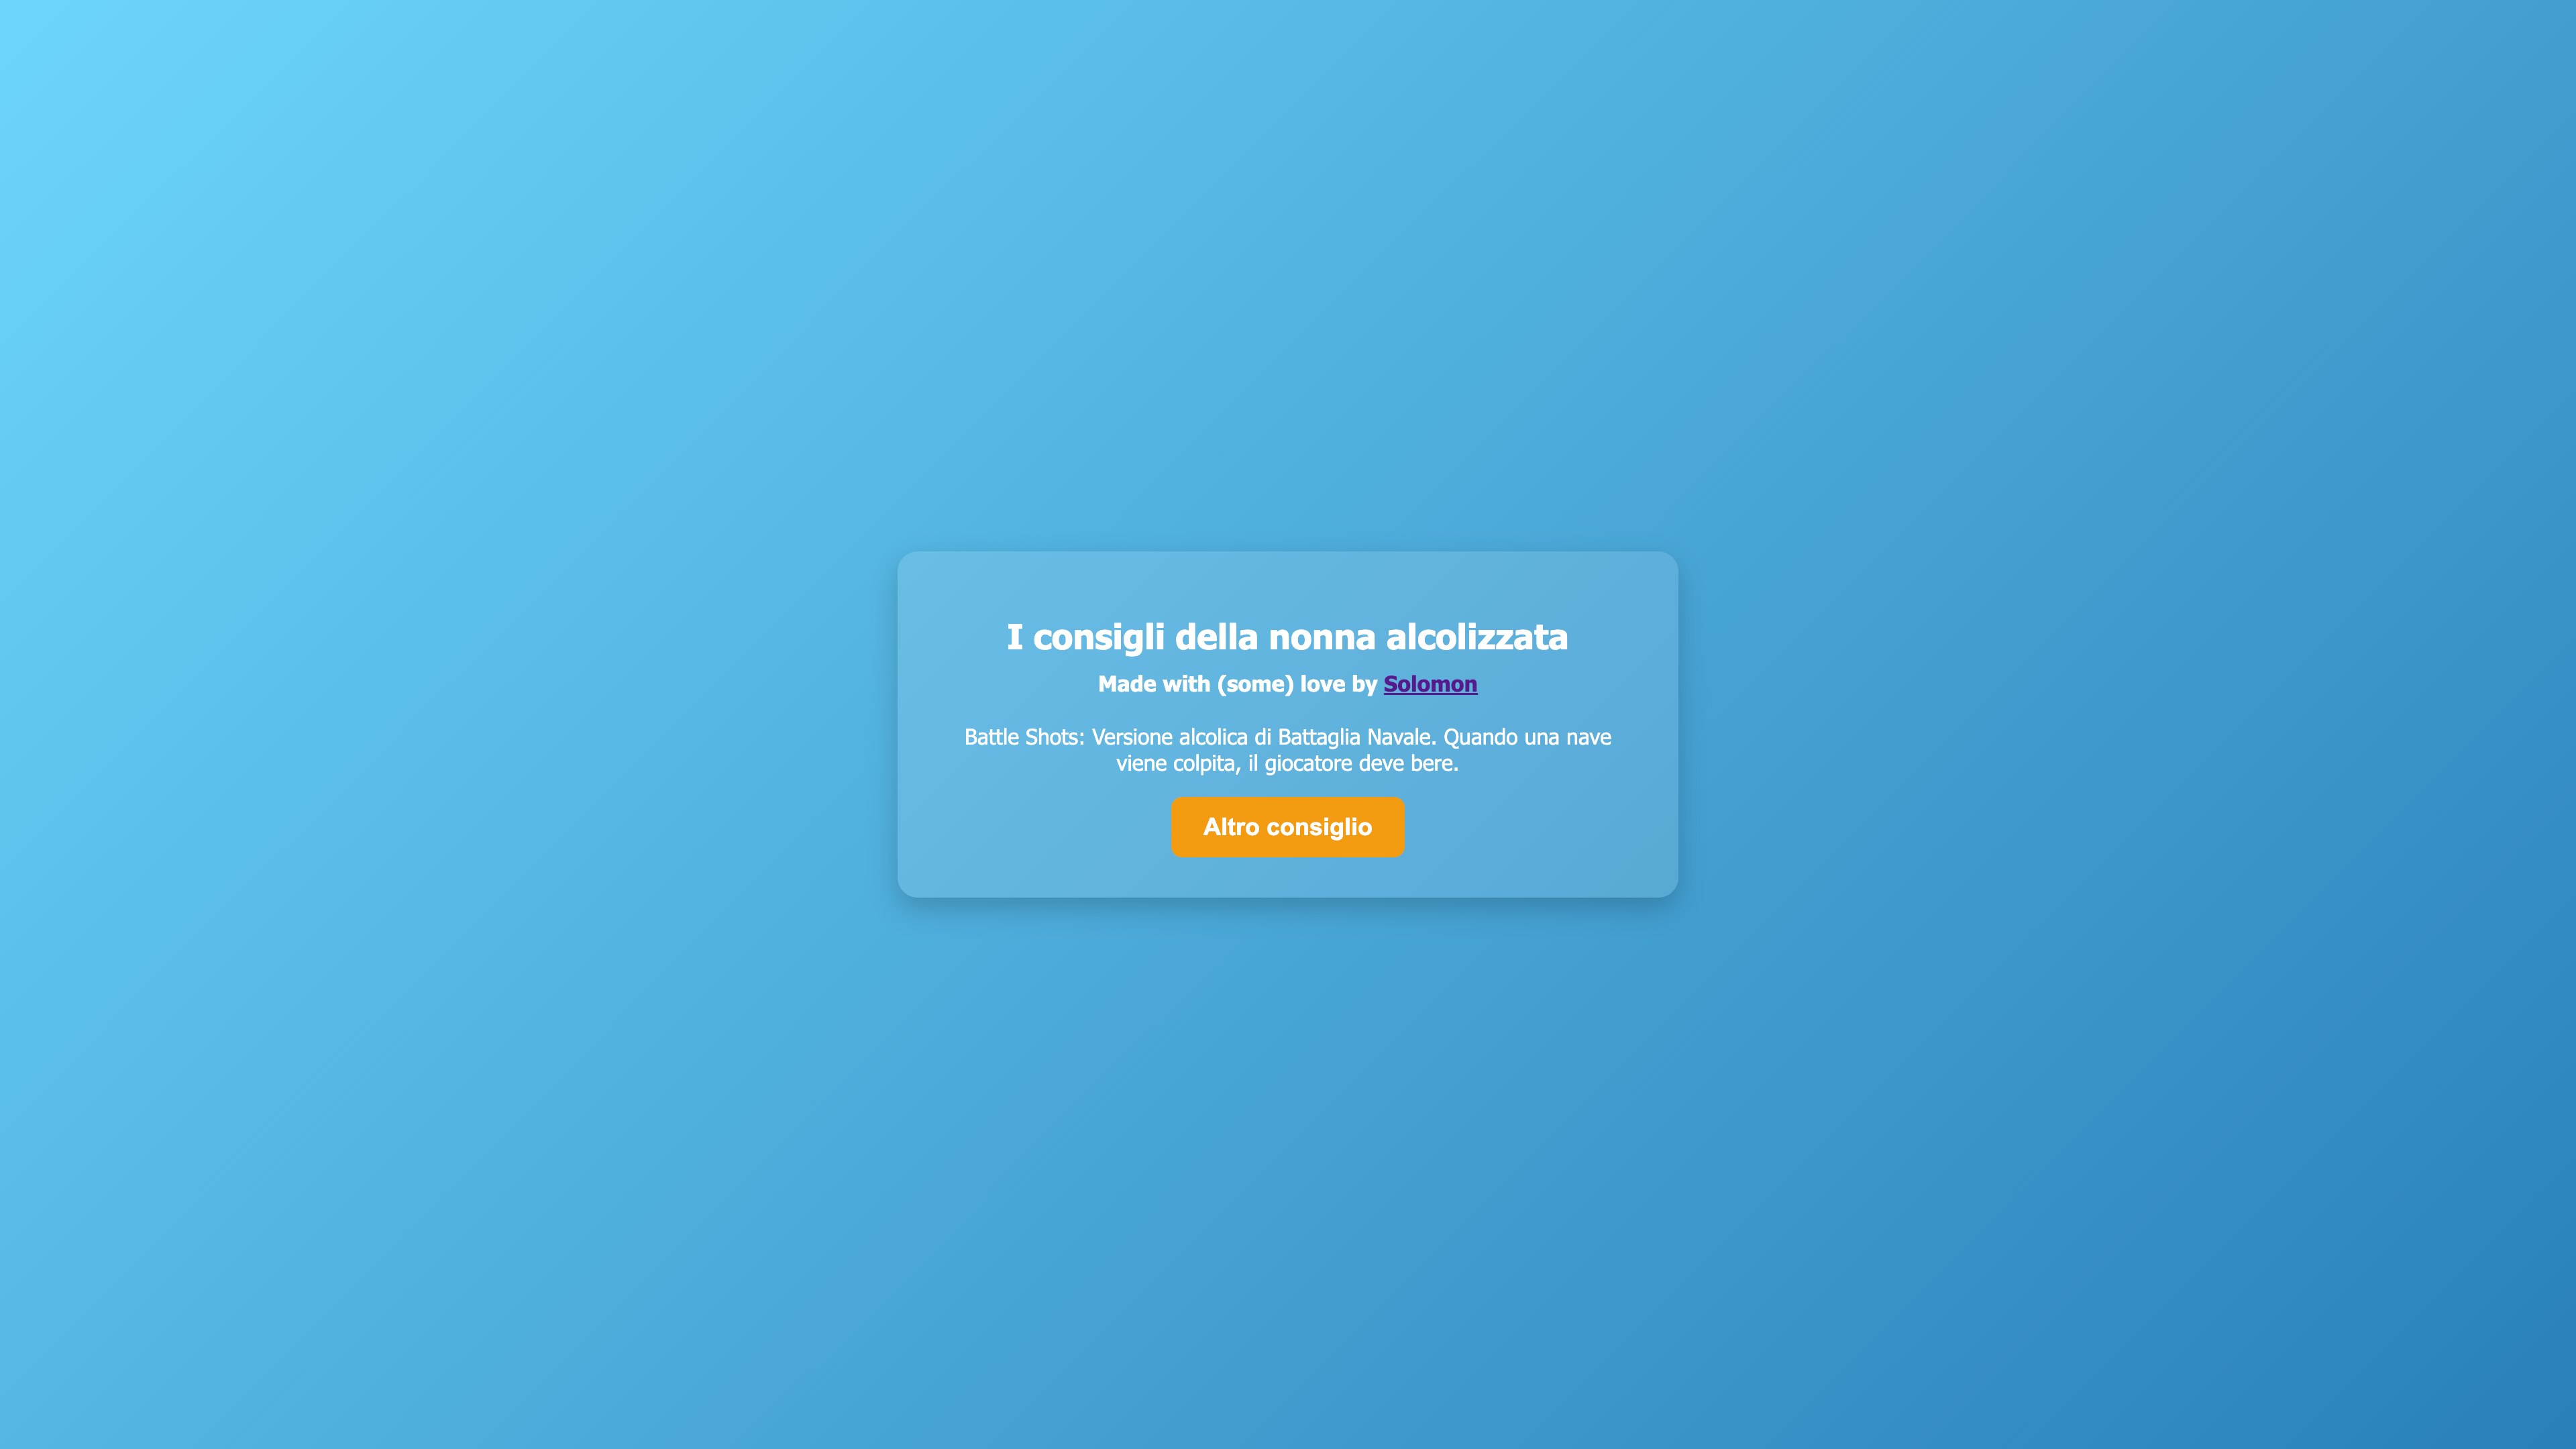 I consigli della nonna alcolizzata
Made with (some) love by Solomon
Battle Shots: Versione alcolica di Battaglia Navale. Quando una nave
viene colpita, il giocatore deve bere.
Altro consiglio